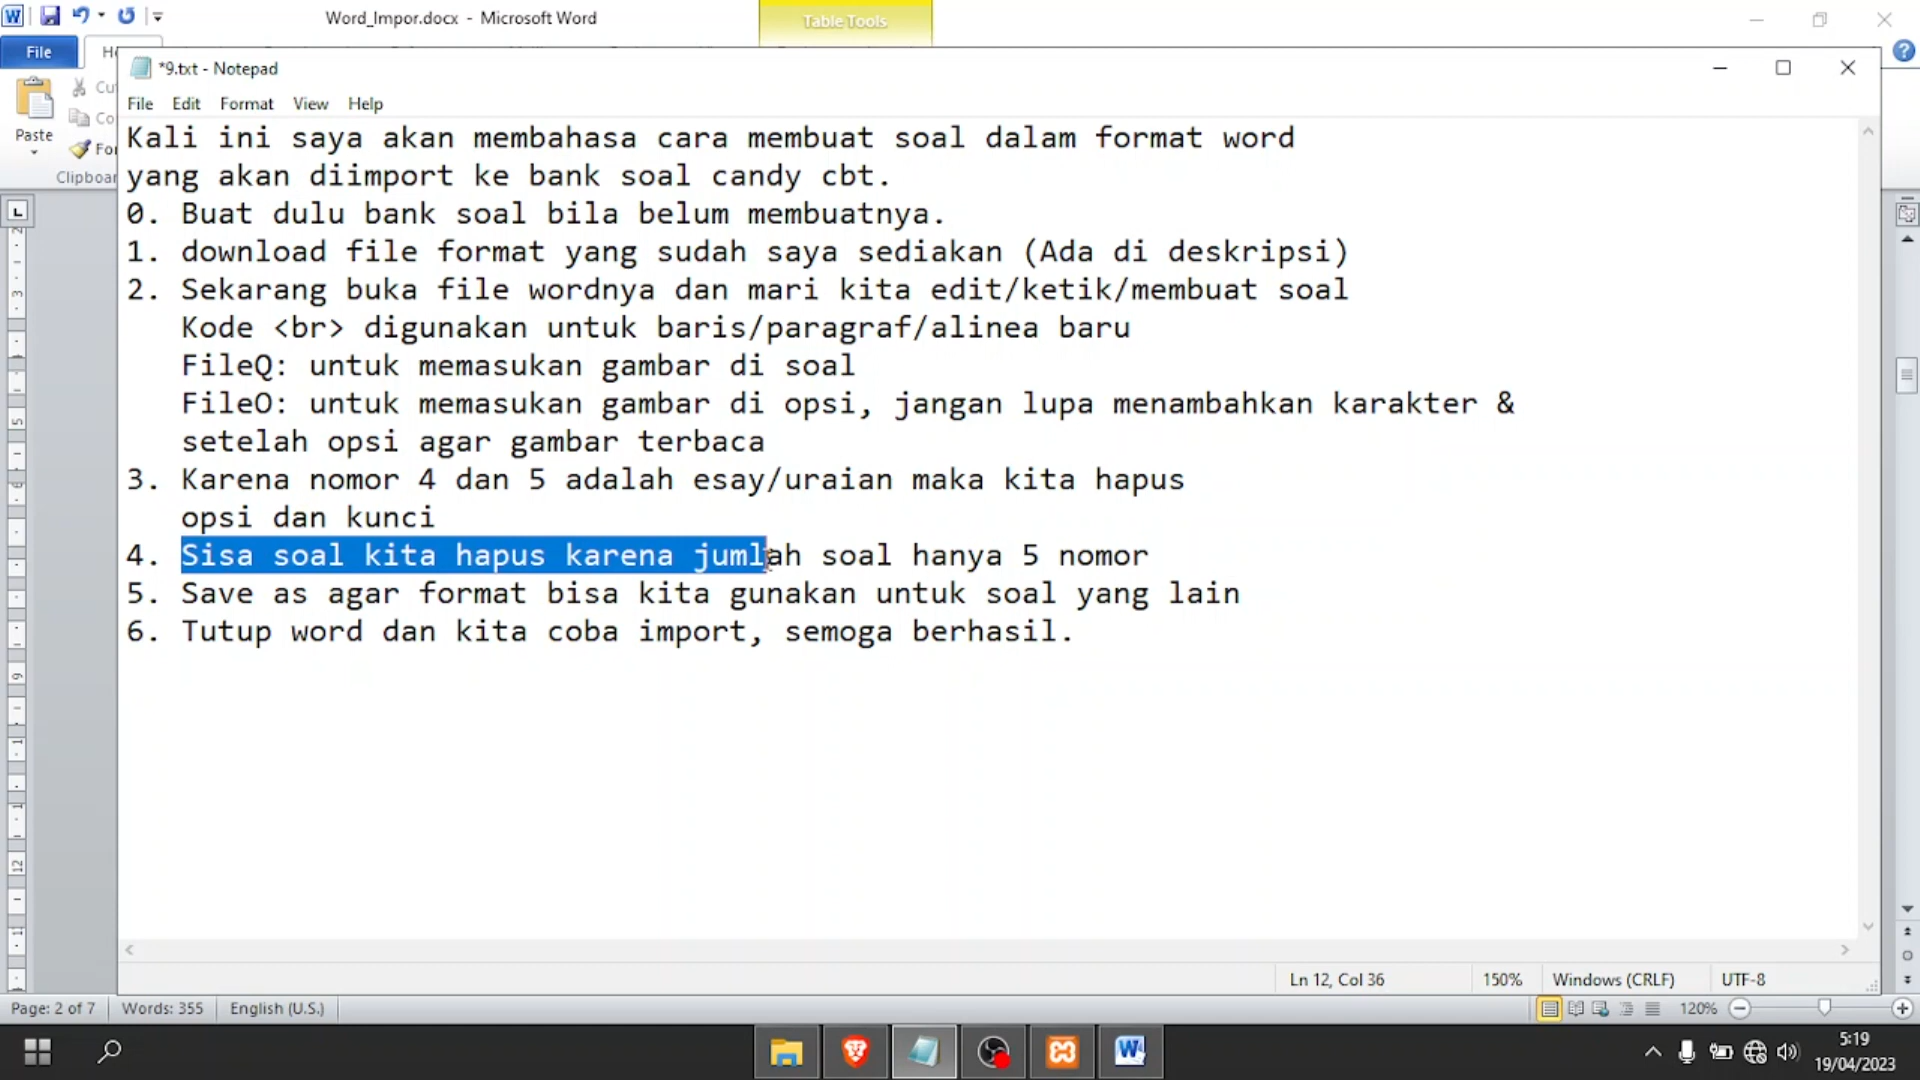 Word_Impor.docx - Microsoft Word
Table Tools
File
*9.txt - Notepad
File Edit Format View Help
Paste
Clipboar
Kali ini saya akan membahasa cara membuat soal dalam format word
yang akan diimport ke bank soal candy cbt.
0. Buat dulu bank soal bila belum membuatnya.
1. download file format yang sudah saya sediakan (Ada di deskripsi)
2. Sekarang buka file wordnya dan mari kita edit/ketik/membuat soal
Kode <br> digunakan untuk baris/paragraf/alinea baru
FileQ: untuk memasukan gambar di soal
FileO: untuk memasukan gambar di opsi, jangan lupa menambahkan karakter &
setelah opsi agar gambar terbaca
3. Karena nomor 4 dan 5 adalah esay/uraian maka kita hapus
opsi dan kunci
4. Sisa soal kita hapus karena jumlah soal hanya 5 nomor
5. Save as agar format bisa kita gunakan untuk soal yang lain
6. Tutup word dan kita coba import, semoga berhasil.
Ln 12, Col 36 150% Windows (CRLF) UTF-8
Page: 2 of 7 Words: 355 English (U.S.) 120%
5:19
19/04/2023